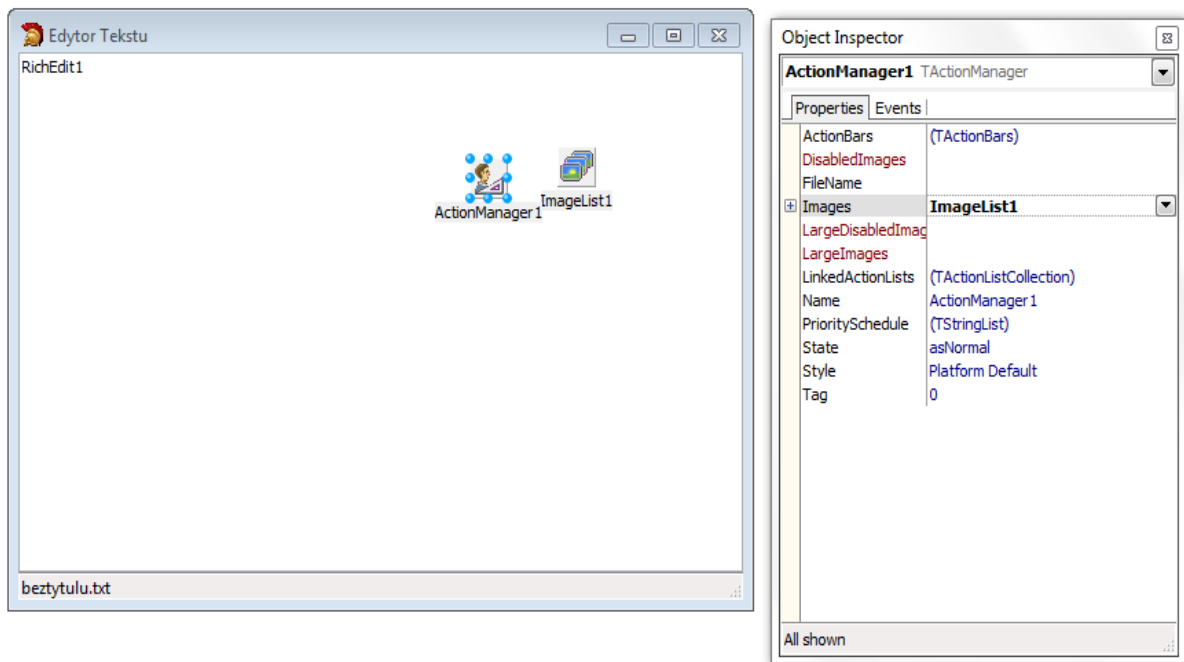 Edytor Tekstu
RichEdit1
ActionManager1
ImageList1
beztytulu.txt
Object Inspector
ActionManager1 TActionManager
Properties Events
ActionBars (TActionBars)
DisabledImages
FileName
Images ImageList1
LargeDisabledImag
LargeImages
LinkedActionLists (TActionListCollection)
Name ActionManager1
PrioritySchedule (TStringList)
State asNormal
Style Platform Default
Tag 0
All shown